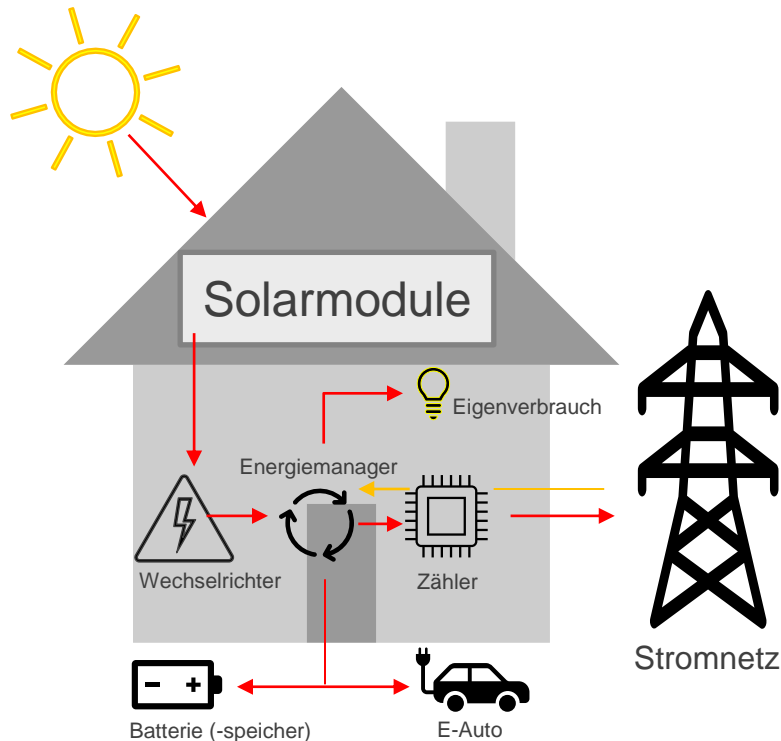 Solarmodule
Eigenverbrauch
Energiemanager
Wechselrichter
Zähler
Stromnetz
Batterie (-speicher)
E-Auto